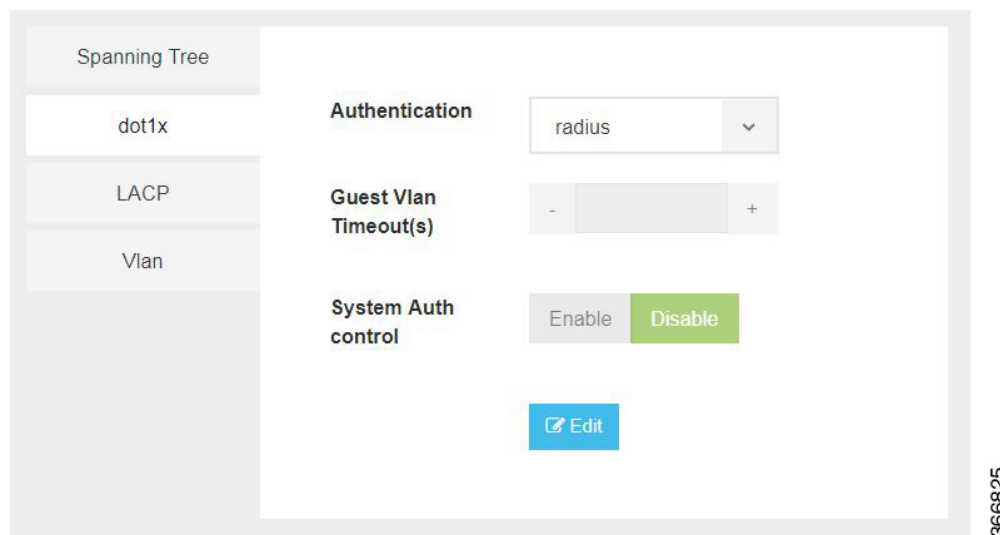 Spanning Tree
dot1x
LACP
Vlan
Authentication
radius
Guest Vlan
Timeout(s)
-
+
System Auth
control
Enable
Disable
Edit
366825